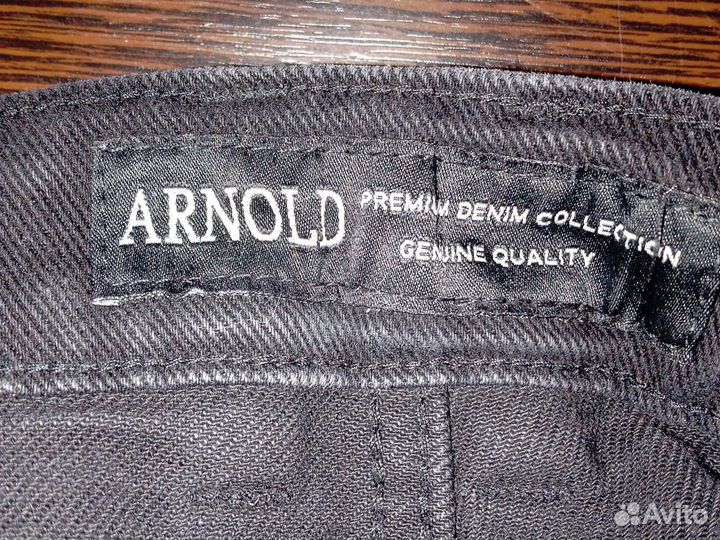 ARNOLD
PREMIUM DENIM COLLECTION
GENUINE QUALITY
Avito